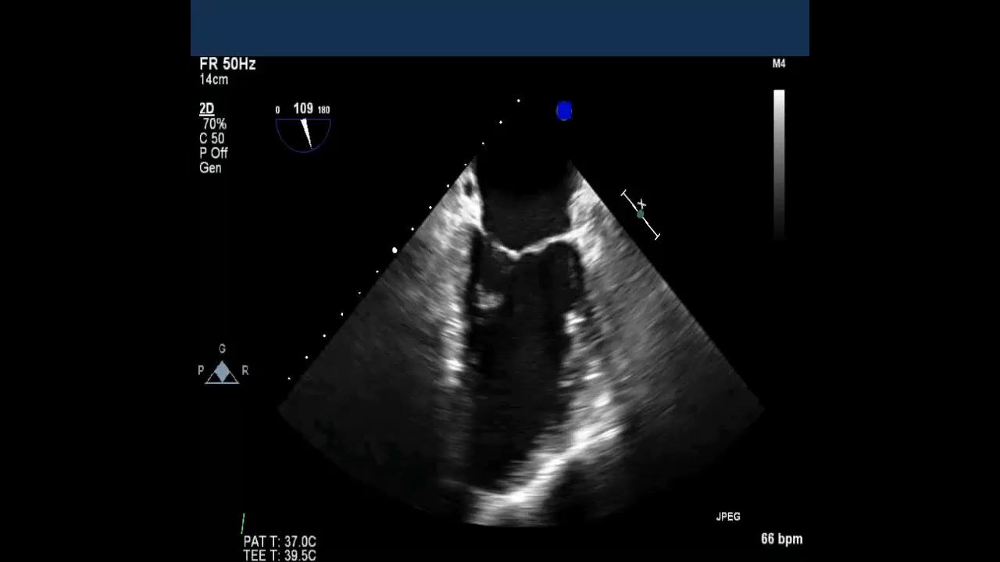 FR 50Hz
14cm
M4
2D
70%
C 50
P Off
Gen
0 109 180
x
G
P R
JPEG
66 bpm
PAT T: 37.0C
TEE T: 39.5C